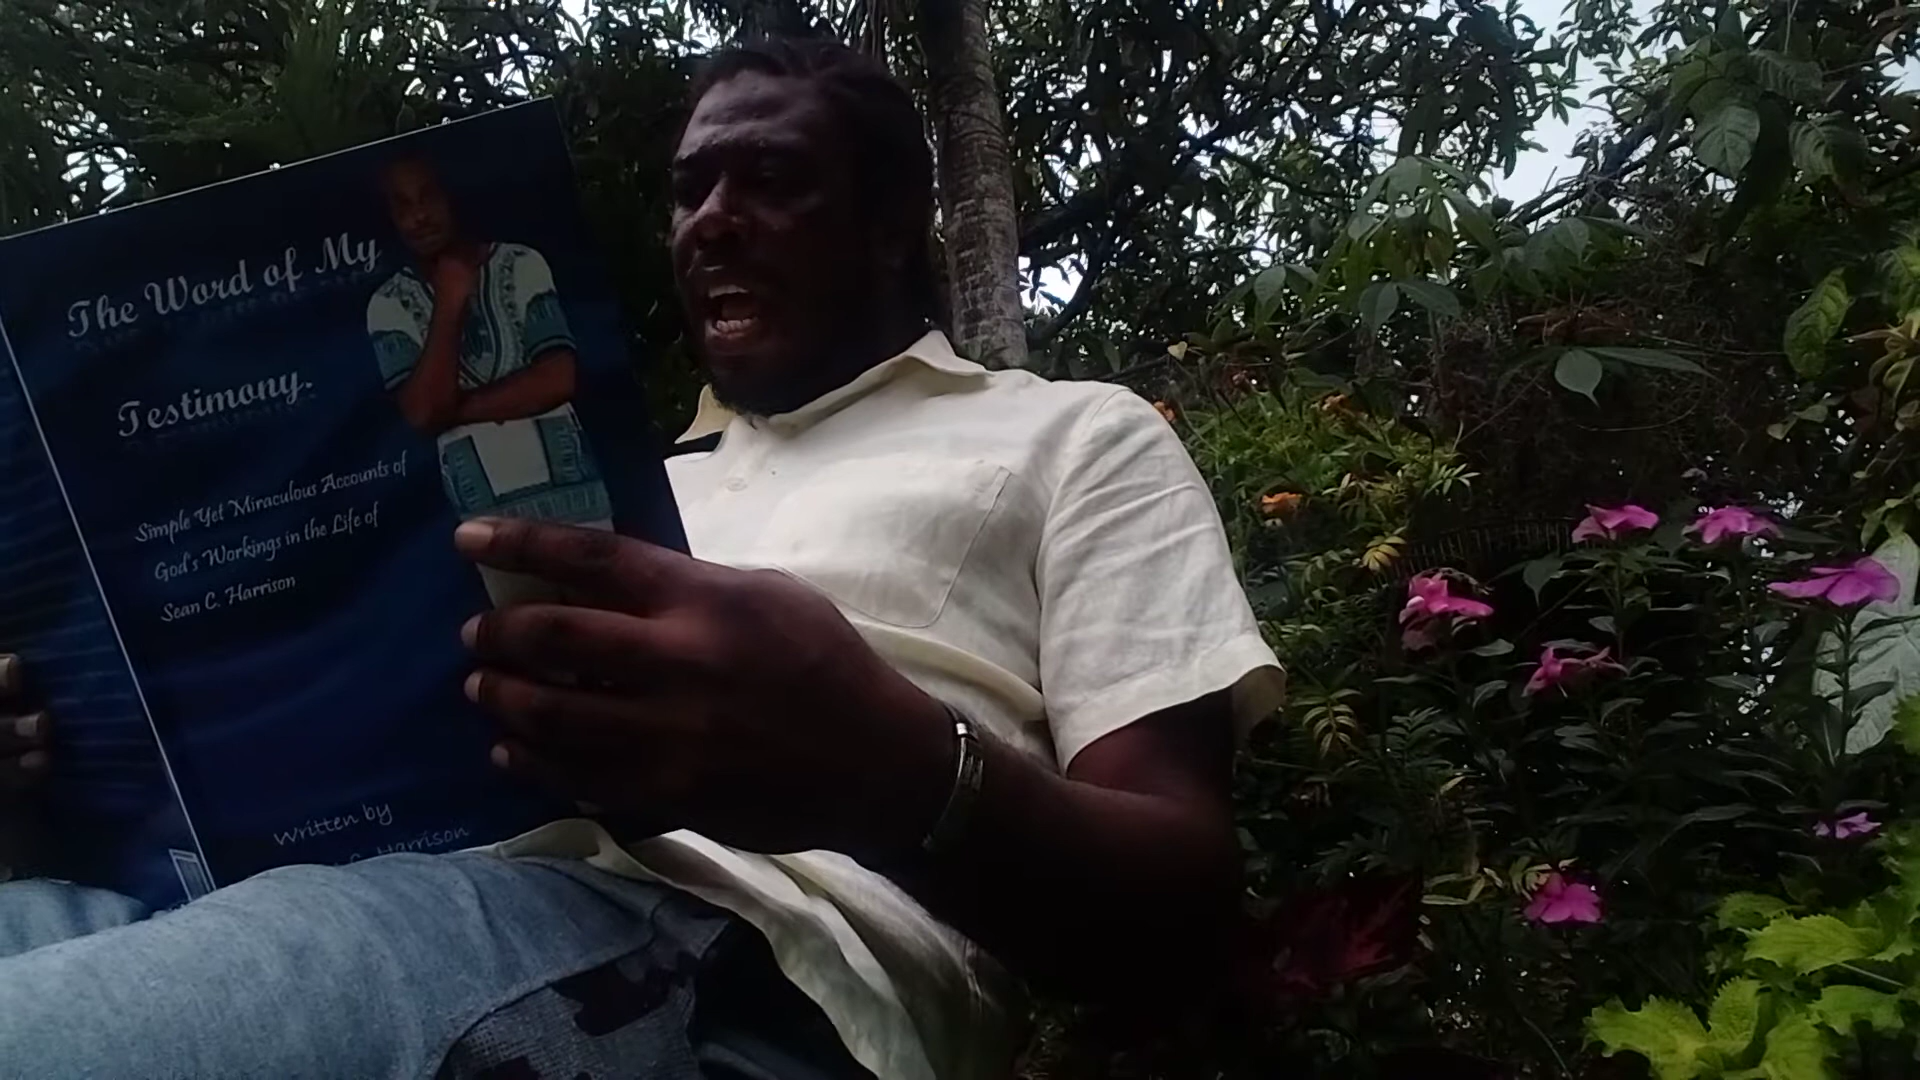 The Word of My
Testimony.
Simple Yet Miraculous Accounts of
God's Workings in the Life of
Sean C. Harrison
Written by
C. Harrison